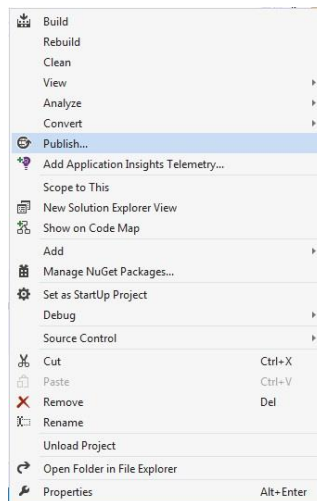 Build
Rebuild
Clean
View
Analyze
Convert
Publish...
Add Application Insights Telemetry...
Scope to This
New Solution Explorer View
Show on Code Map
Add
Manage NuGet Packages...
Set as StartUp Project
Debug
Source Control
Cut Ctrl+X
Paste Ctrl+V
Remove Del
Rename
Unload Project
Open Folder in File Explorer
Properties Alt+Enter